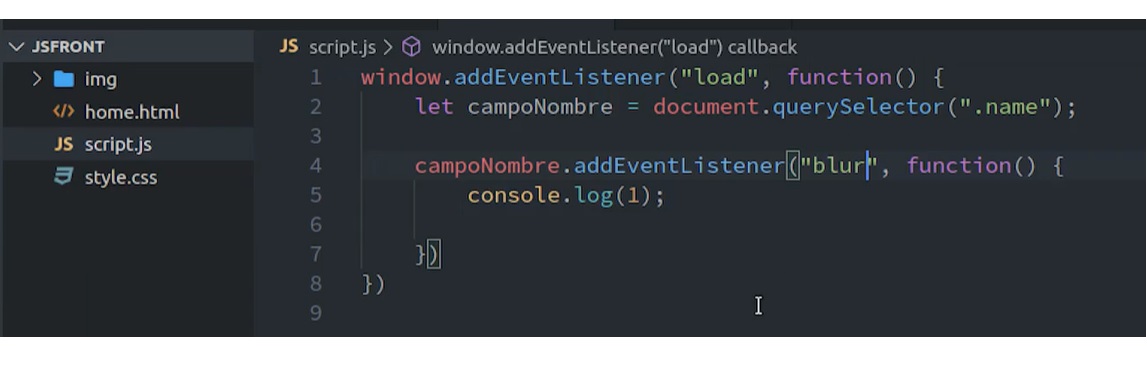 JSFRONT
img
home.html
JS script.js
style.css
JS script.js > window.addEventListener("load") callback
1 window.addEventListener("load", function() {
2 let campoNombre = document.querySelector(".name");
3
4 campoNombre.addEventListener("blur", function() {
5 console.log(1);
6
7 })
8 })
9